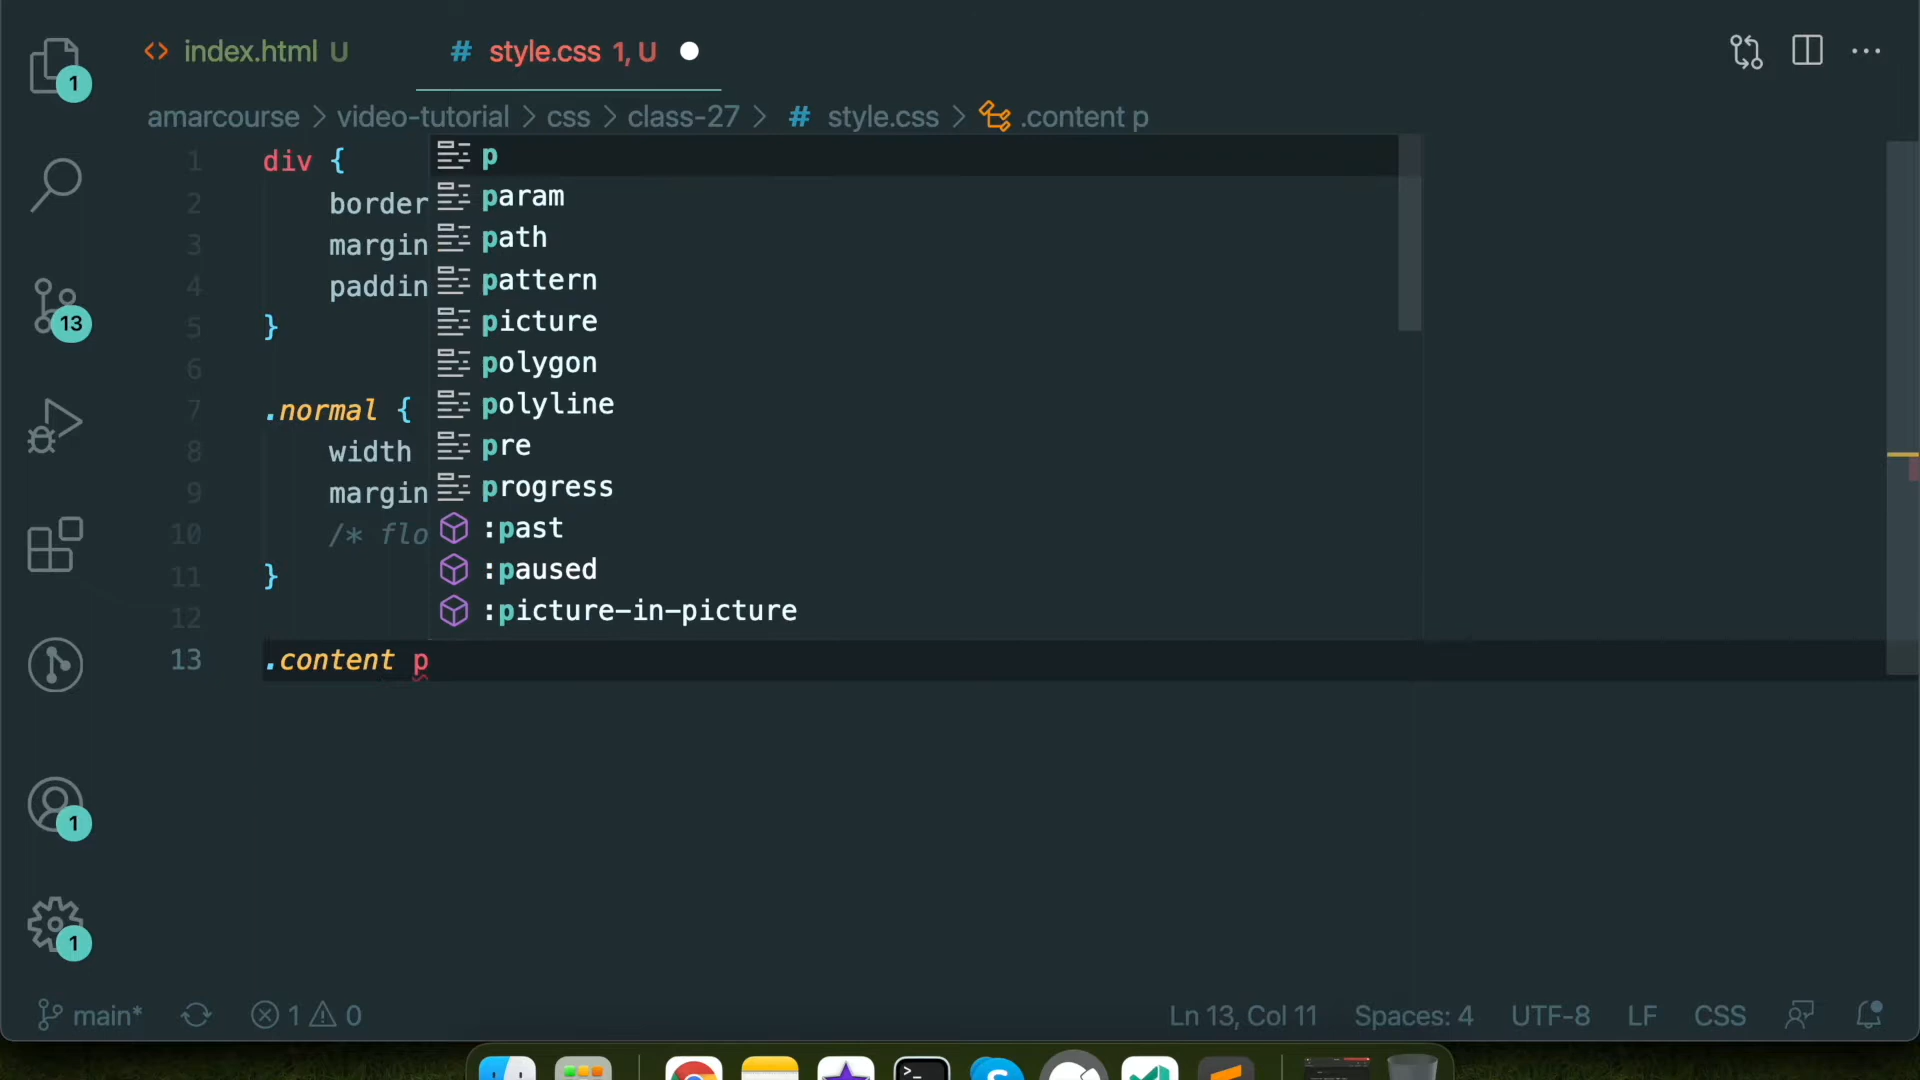 <> index.html U
# style.css 1, U
amarcourse > video-tutorial > css > class-27 > # style.css > .content p
1 div {
2 border
3 margin
4 paddin
5 }
6
7 .normal {
8 width
9 margin
10 /* flo
11 }
12
13 .content p
p
param
path
pattern
picture
polygon
polyline
pre
progress
:past
:paused
:picture-in-picture
1
13
1
1
main* 1 0 Ln 13, Col 11 Spaces: 4 UTF-8 LF CSS